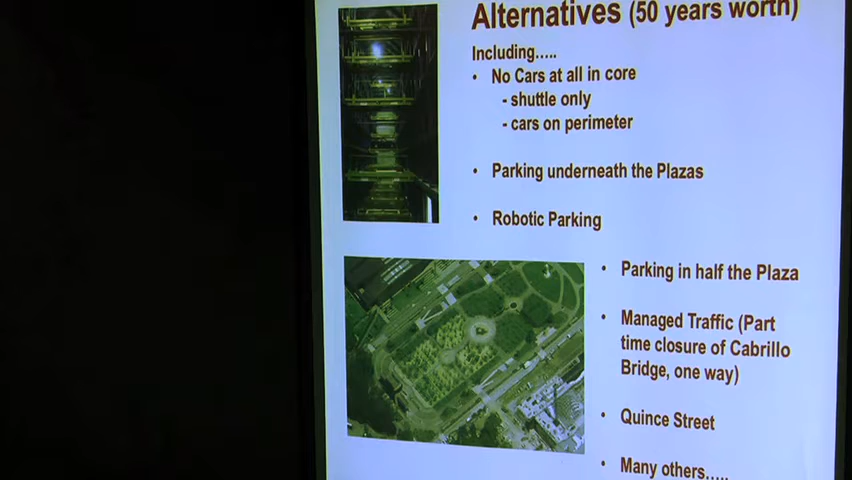 Alternatives (50 years worth)
Including…..
• No Cars at all in core
- shuttle only
- cars on perimeter
• Parking underneath the Plazas
• Robotic Parking
• Parking in half the Plaza
• Managed Traffic (Part
time closure of Cabrillo
Bridge, one way)
• Quince Street
• Many others…..